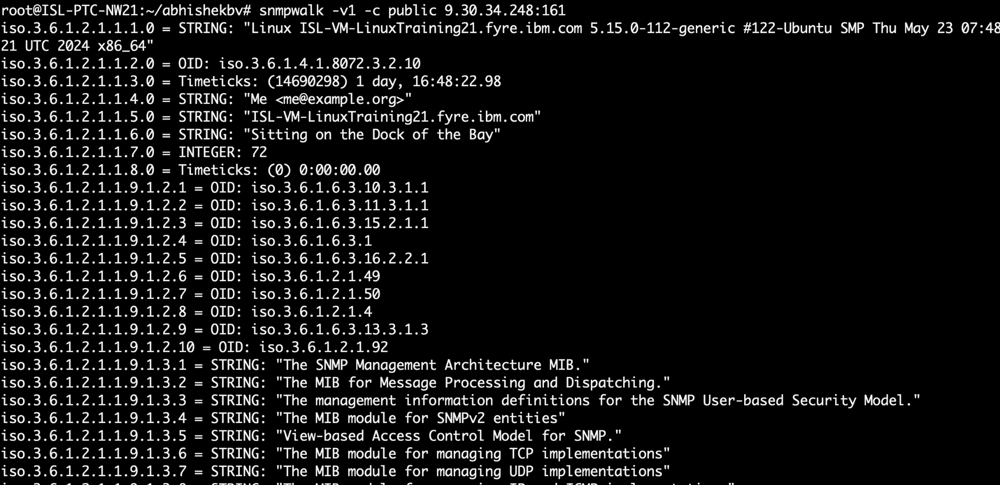 root@ISL-PTC-NW21:~/abhishekbv# snmpwalk -v1 -c public 9.30.34.248:161
iso.3.6.1.2.1.1.1.0 = STRING: "Linux ISL-VM-LinuxTraining21.fyre.ibm.com 5.15.0-112-generic #122-Ubuntu SMP Thu May 23 07:48
21 UTC 2024 x86_64"
iso.3.6.1.2.1.1.2.0 = OID: iso.3.6.1.4.1.8072.3.2.10
iso.3.6.1.2.1.1.3.0 = Timeticks: (14690298) 1 day, 16:48:22.98
iso.3.6.1.2.1.1.4.0 = STRING: "Me <me@example.org>"
iso.3.6.1.2.1.1.5.0 = STRING: "ISL-VM-LinuxTraining21.fyre.ibm.com"
iso.3.6.1.2.1.1.6.0 = STRING: "Sitting on the Dock of the Bay"
iso.3.6.1.2.1.1.7.0 = INTEGER: 72
iso.3.6.1.2.1.1.8.0 = Timeticks: (0) 0:00:00.00
iso.3.6.1.2.1.1.9.1.2.1 = OID: iso.3.6.1.6.3.10.3.1.1
iso.3.6.1.2.1.1.9.1.2.2 = OID: iso.3.6.1.6.3.11.3.1.1
iso.3.6.1.2.1.1.9.1.2.3 = OID: iso.3.6.1.6.3.15.2.1.1
iso.3.6.1.2.1.1.9.1.2.4 = OID: iso.3.6.1.6.3.1
iso.3.6.1.2.1.1.9.1.2.5 = OID: iso.3.6.1.6.3.16.2.2.1
iso.3.6.1.2.1.1.9.1.2.6 = OID: iso.3.6.1.2.1.49
iso.3.6.1.2.1.1.9.1.2.7 = OID: iso.3.6.1.2.1.50
iso.3.6.1.2.1.1.9.1.2.8 = OID: iso.3.6.1.2.1.4
iso.3.6.1.2.1.1.9.1.2.9 = OID: iso.3.6.1.6.3.13.3.1.3
iso.3.6.1.2.1.1.9.1.2.10 = OID: iso.3.6.1.2.1.92
iso.3.6.1.2.1.1.9.1.3.1 = STRING: "The SNMP Management Architecture MIB."
iso.3.6.1.2.1.1.9.1.3.2 = STRING: "The MIB for Message Processing and Dispatching."
iso.3.6.1.2.1.1.9.1.3.3 = STRING: "The management information definitions for the SNMP User-based Security Model."
iso.3.6.1.2.1.1.9.1.3.4 = STRING: "The MIB module for SNMPv2 entities"
iso.3.6.1.2.1.1.9.1.3.5 = STRING: "View-based Access Control Model for SNMP."
iso.3.6.1.2.1.1.9.1.3.6 = STRING: "The MIB module for managing TCP implementations"
iso.3.6.1.2.1.1.9.1.3.7 = STRING: "The MIB module for managing UDP implementations"